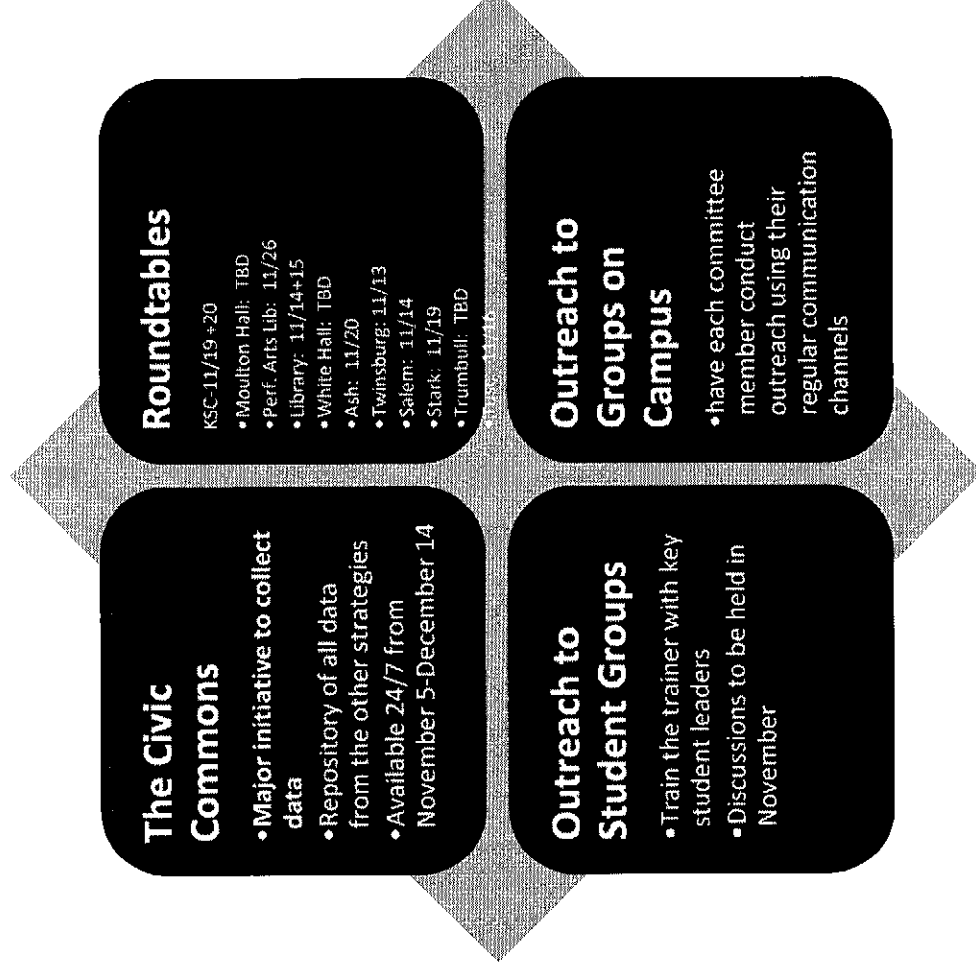 The Civic
Commons
•Major initiative to collect
data
•Repository of all data
from the other strategies
•Available 24/7 from
November 5-December 14
Roundtables
KSC-11/19+20
•Moulton Hall: TBD
•Perf. Arts Lib: 11/26
•Library: 11/14+15
•White Hall: TBD
•Ash: 11/20
•Twinsburg: 11/13
•Salem: 11/14
•Stark: 11/19
•Trumbull: TBD
Outreach to
Student Groups
•Train the trainer with key
student leaders
•Discussions to be held in
November
Outreach to
Groups on
Campus
•have each committee
member conduct
outreach using their
regular communication
channels